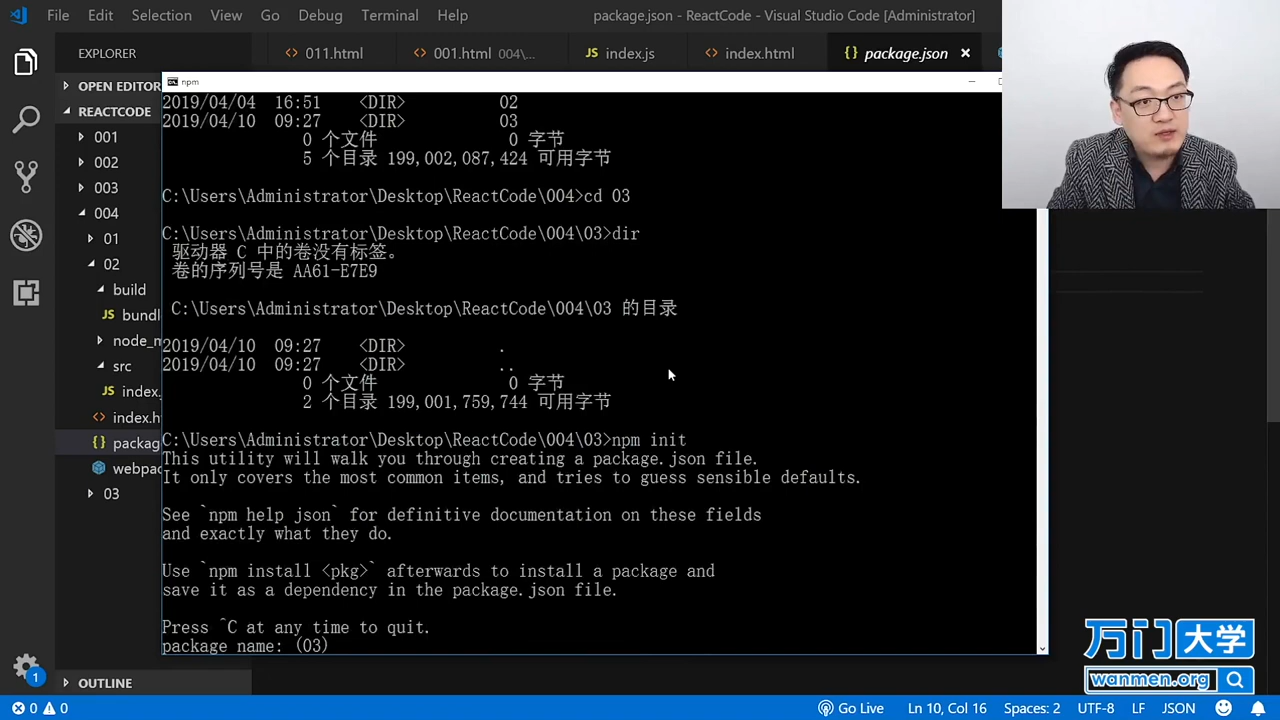 File Edit Selection View Go Debug Terminal Help package.json - ReactCode - Visual Studio Code [Administrator]
EXPLORER
011.html 001.html 004\... index.js index.html package.json
OPEN EDITOR
REACTCODE
001
002
003
004
01
02
build
bundl
node_m
src
index.
index.h
packag
webpac
03
OUTLINE
npm
2019/04/04 16:51 <DIR> 02
2019/04/10 09:27 <DIR> 03
0 个文件 0 字节
5 个目录 199,002,087,424 可用字节
C:\Users\Administrator\Desktop\ReactCode\004>cd 03
C:\Users\Administrator\Desktop\ReactCode\004\03>dir
驱动器 C 中的卷没有标签。
卷的序列号是 AA61-E7E9
C:\Users\Administrator\Desktop\ReactCode\004\03 的目录
2019/04/10 09:27 <DIR> .
2019/04/10 09:27 <DIR> ..
0 个文件 0 字节
2 个目录 199,001,759,744 可用字节
C:\Users\Administrator\Desktop\ReactCode\004\03>npm init
This utility will walk you through creating a package.json file.
It only covers the most common items, and tries to guess sensible defaults.
See `npm help json` for definitive documentation on these fields
and exactly what they do.
Use `npm install <pkg>` afterwards to install a package and
save it as a dependency in the package.json file.
Press ^C at any time to quit.
package name: (03)
万门大学
wanmen.org
1
0 0 Go Live Ln 10, Col 16 Spaces: 2 UTF-8 LF JSON